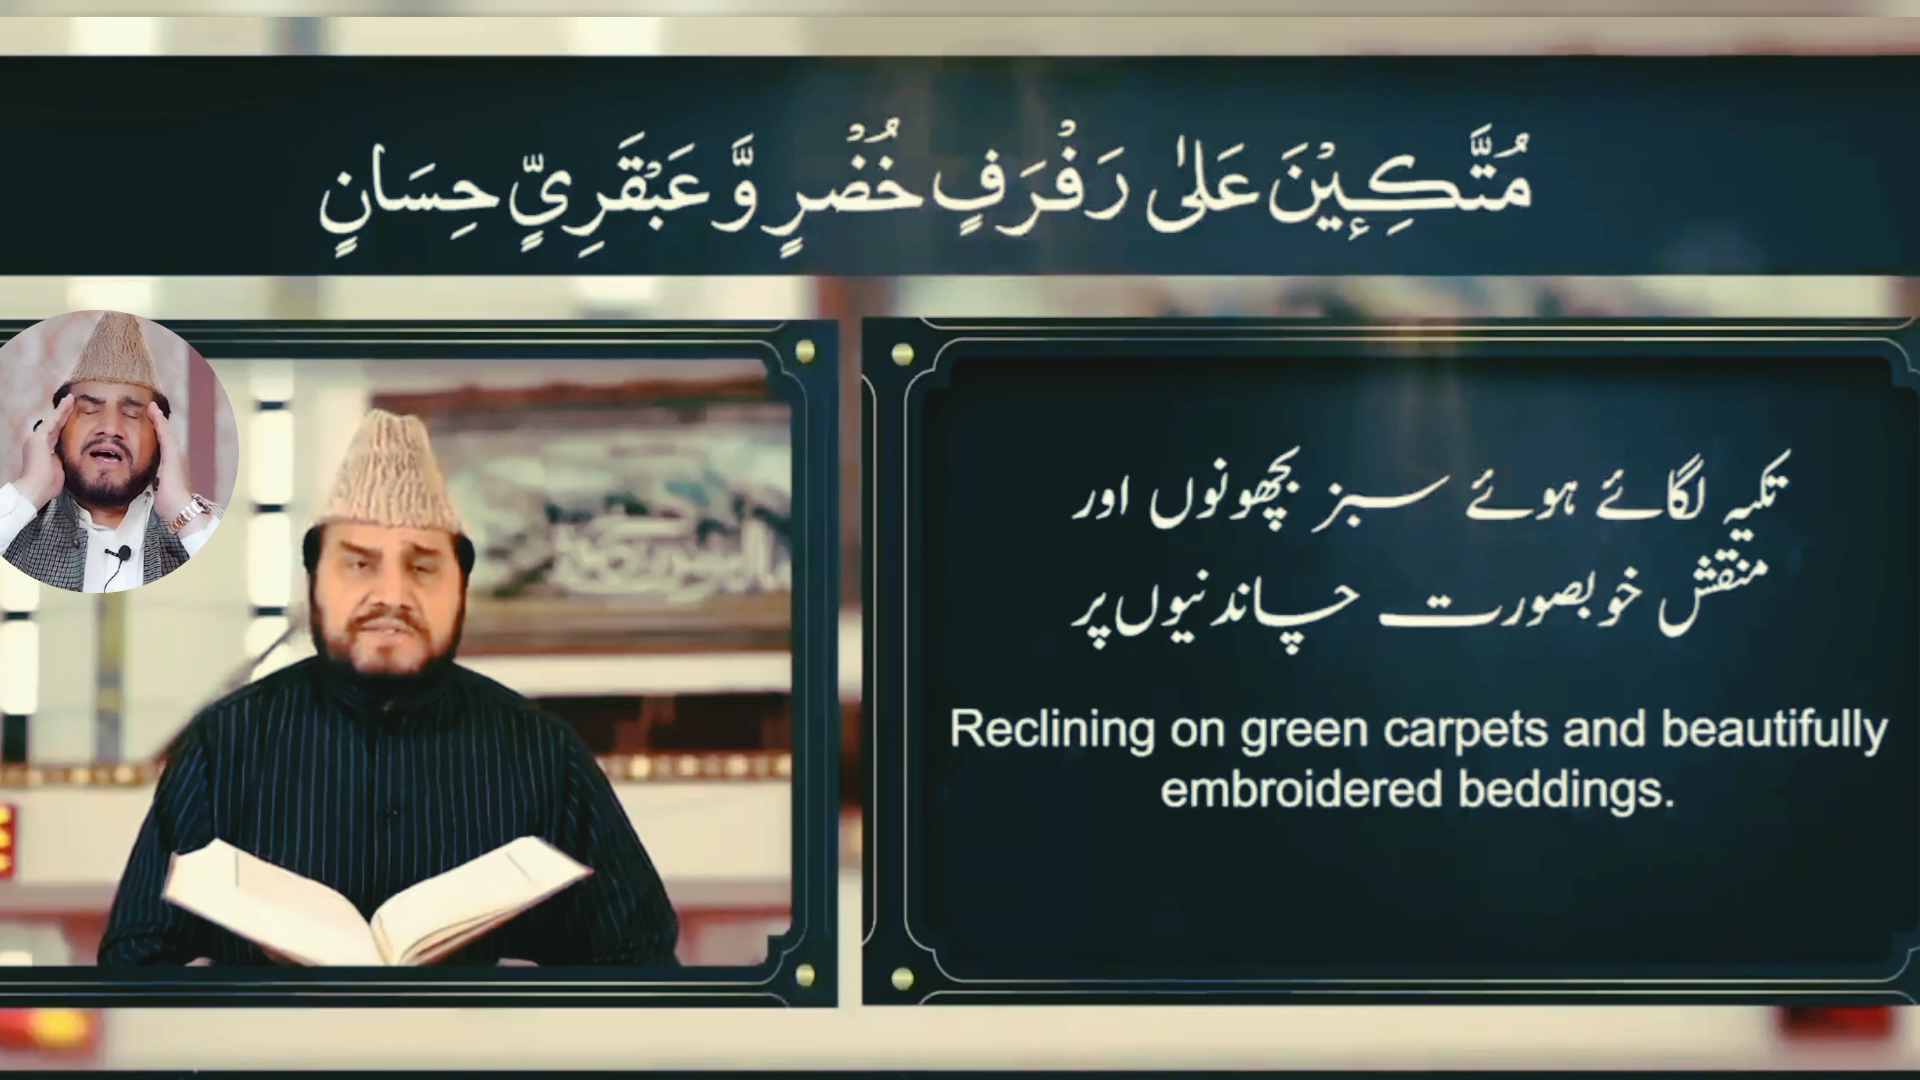 مُتَّكِـِٕيْنَ عَلٰى رَفْرَفٍ خُضْرٍ وَّ عَبْقَرِيٍّ حِسَانٍ
تکیہ لگائے ہوئے سبز بچھونوں اور
منقش خوبصورت چاندنیوں پر
Reclining on green carpets and beautifully
embroidered beddings.